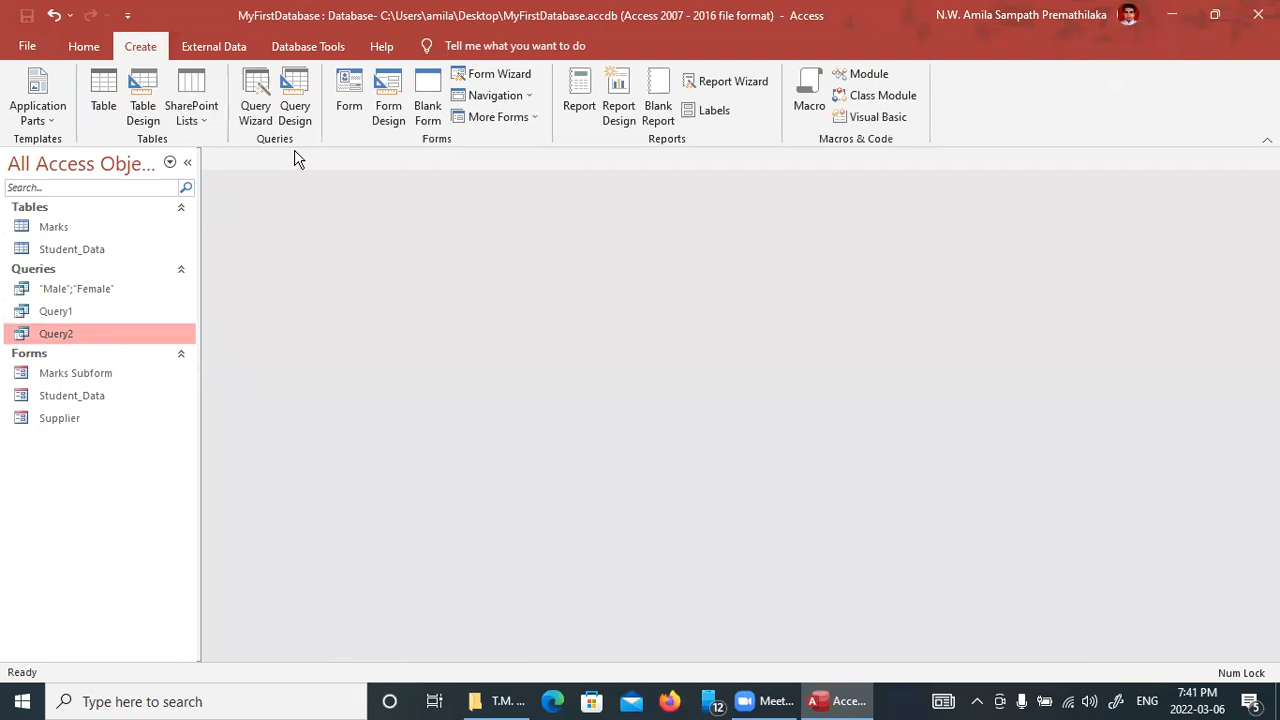 MyFirstDatabase : Database- C:\Users\amila\Desktop\MyFirstDatabase.accdb (Access 2007 - 2016 file format) - Access
N.W. Amila Sampath Premathilaka
File Home Create External Data Database Tools Help Tell me what you want to do
Application Parts
Table
Table Design
SharePoint Lists
Query Wizard
Query Design
Form
Form Design
Blank Form
Form Wizard
Navigation
More Forms
Report
Report Design
Blank Report
Report Wizard
Labels
Macro
Module
Class Module
Visual Basic
Templates Tables Queries Forms Reports Macros & Code
All Access Obje...
Search...
Tables
Marks
Student_Data
Queries
"Male";"Female"
Query1
Query2
Forms
Marks Subform
Student_Data
Supplier
Ready
Num Lock
Type here to search
T.M. ...
12
Meet...
Acce...
ENG
7:41 PM
2022-03-06
5